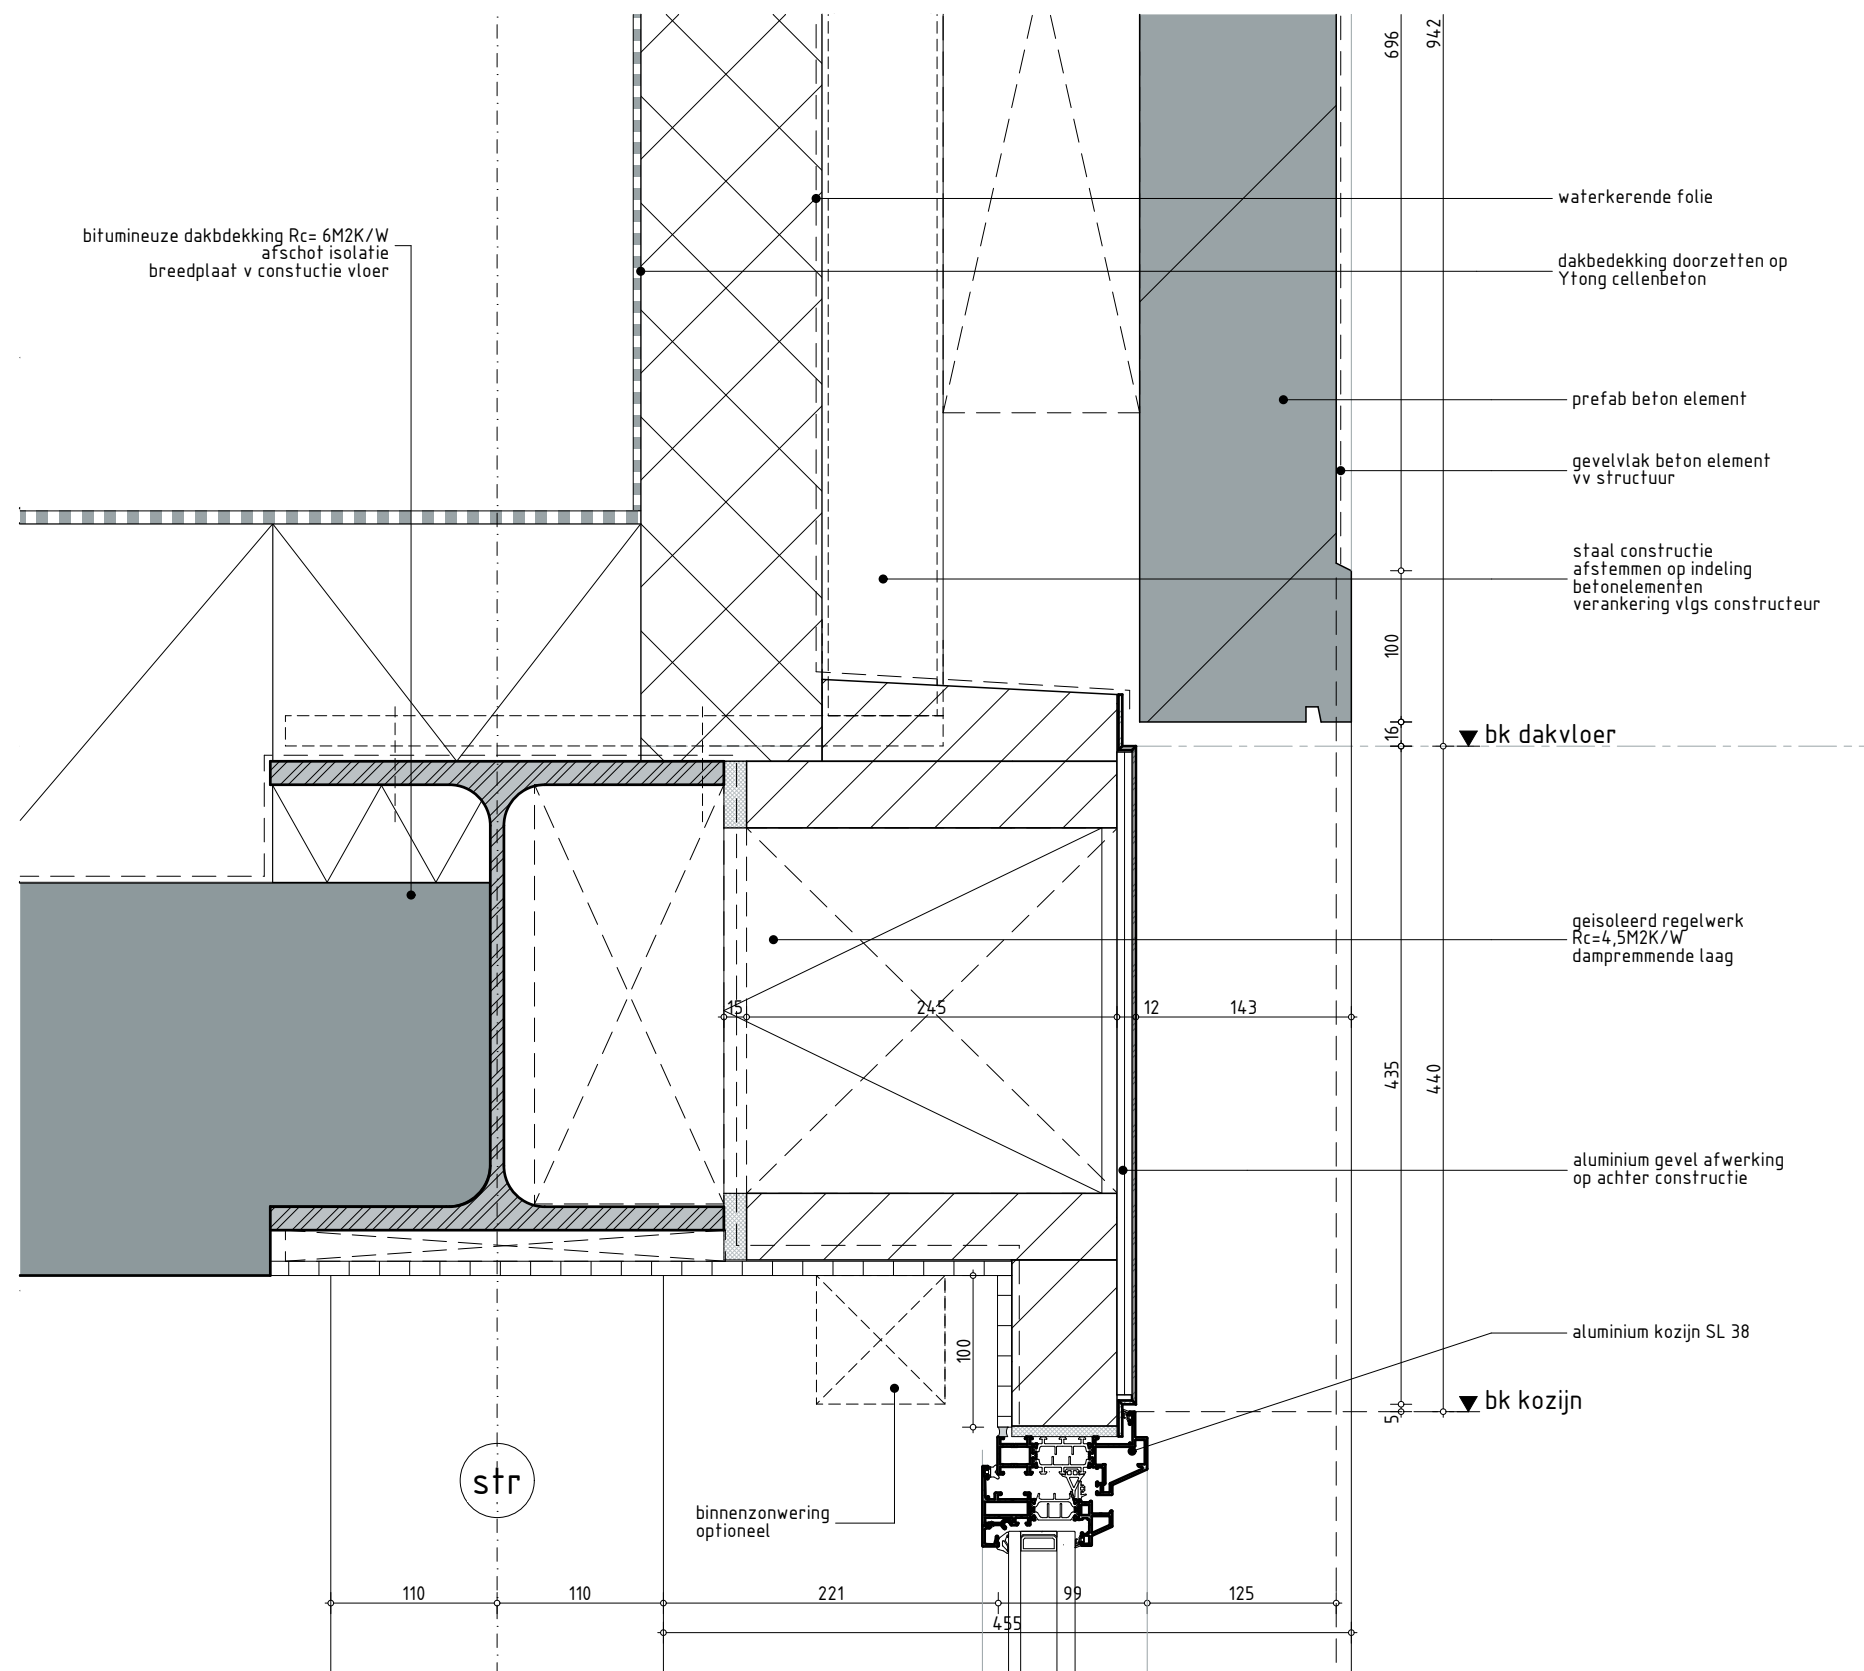 696
942
waterkerende folie
bitumineuze dakbdekking Rc= 6M2K/W
afschot isolatie
breedplaat v constuctie vloer
dakbedekking doorzetten op
Ytong cellenbeton
prefab beton element
gevelvlak beton element
vv structuur
staal constructie
afstemmen op indeling
betonelementen
verankering vlgs constructeur
100
16
bk dakvloer
geisoleerd regelwerk
Rc=4,5M2K/W
dampremmende laag
15
245
12
143
435
440
aluminium gevel afwerking
op achter constructie
aluminium kozijn SL 38
100
5
bk kozijn
str
binnenzonwering
optioneel
110
110
221
99
125
455